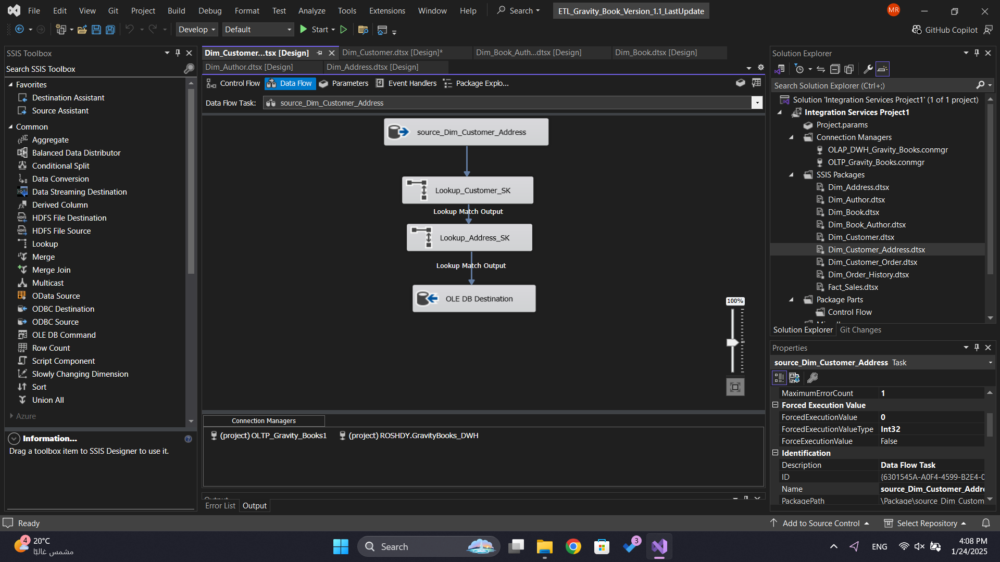 File Edit View Git Project Build Debug Format Test Analyze Tools Extensions Window Help Search ETL_Gravity_Book_Version_1.1_LastUpdate MR
Develop Default Start GitHub Copilot
SSIS Toolbox
Search SSIS Toolbox
Favorites
Destination Assistant
Source Assistant
Common
Aggregate
Balanced Data Distributor
Conditional Split
Data Conversion
Data Streaming Destination
Derived Column
HDFS File Destination
HDFS File Source
Lookup
Merge
Merge Join
Multicast
OData Source
ODBC Destination
ODBC Source
OLE DB Command
Row Count
Script Component
Slowly Changing Dimension
Sort
Union All
Azure
Information...
Drag a toolbox item to SSIS Designer to use it.
Dim_Customer...tsx [Design] Dim_Customer.dtsx [Design]* Dim_Book_Auth...dtsx [Design] Dim_Book.dtsx [Design]
Dim_Author.dtsx [Design] Dim_Address.dtsx [Design]
Control Flow Data Flow Parameters Event Handlers Package Explo...
Data Flow Task: source_Dim_Customer_Address
source_Dim_Customer_Address
Lookup_Customer_SK
Lookup Match Output
Lookup_Address_SK
Lookup Match Output
OLE DB Destination
100%
Connection Managers
(project) OLTP_Gravity_Books1 (project) ROSHDY.GravityBooks_DWH
Output
Error List Output
Solution Explorer
Search Solution Explorer (Ctrl+;)
Solution 'Integration Services Project1' (1 of 1 project)
Integration Services Project1
Project.params
Connection Managers
OLAP_DWH_Gravity_Books.conmgr
OLTP_Gravity_Books.conmgr
SSIS Packages
Dim_Address.dtsx
Dim_Author.dtsx
Dim_Book.dtsx
Dim_Book_Author.dtsx
Dim_Customer.dtsx
Dim_Customer_Address.dtsx
Dim_Customer_Order.dtsx
Dim_Order_History.dtsx
Fact_Sales.dtsx
Package Parts
Control Flow
Solution Explorer Git Changes
Properties
source_Dim_Customer_Address Task
MaximumErrorCount 1
Forced Execution Value
ForcedExecutionValue 0
ForcedExecutionValueType Int32
ForceExecutionValue False
Identification
Description Data Flow Task
ID {6301545A-A0F4-4599-B2E4-0
Name source_Dim_Customer_Addre
PackagePath \Package\source_Dim_Custom
Ready Add to Source Control Select Repository
4 20°C
مشمس غالبًا
Search 3 ENG
4:08 PM
1/24/2025